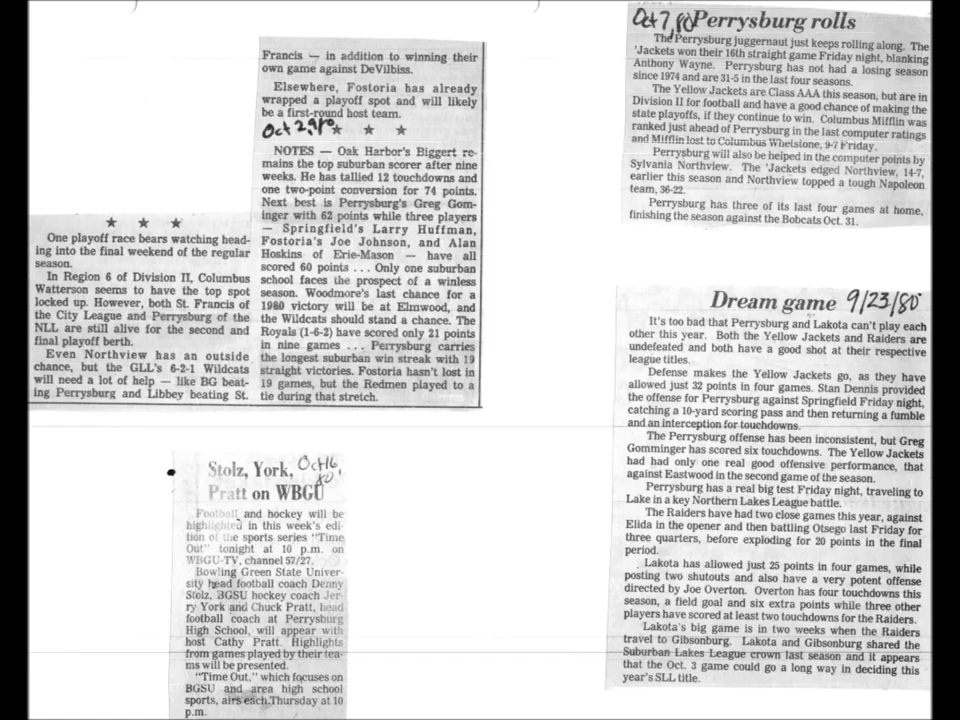 ★ ★ ★
One playoff race bears watching head-
ing into the final weekend of the regular
season.
In Region 6 of Division II, Columbus
Watterson seems to have the top spot
locked up. However, both St. Francis of
the City League and Perrysburg of the
NLL are still alive for the second and
final playoff berth.
Even Northview has an outside
chance, but the GLL's 6-2-1 Wildcats
will need a lot of help — like BG beat-
ing Perrysburg and Libbey beating St.
Francis — in addition to winning their
own game against DeVilbiss.
Elsewhere, Fostoria has already
wrapped a playoff spot and will likely
be a first-round host team.
Oct 29, 80 ★ ★ ★
NOTES — Oak Harbor's Biggert re-
mains the top suburban scorer after nine
weeks. He has tallied 12 touchdowns and
one two-point conversion for 74 points.
Next best is Perrysburg's Greg Gom-
inger with 62 points while three players
— Springfield's Larry Huffman,
Fostoria's Joe Johnson, and Alan
Hoskins of Erie-Mason — have all
scored 60 points . . . Only one suburban
school faces the prospect of a winless
season. Woodmore's last chance for a
1980 victory will be at Elmwood, and
the Wildcats should stand a chance. The
Royals (1-6-2) have scored only 21 points
in nine games . . . Perrysburg carries
the longest suburban win streak with 19
straight victories. Fostoria hasn't lost in
19 games, but the Redmen played to a
tie during that stretch.
Stolz, York, Oct 16,
80
Pratt on WBGU
Football and hockey will be
highlighted in this week's edi-
tion of the sports series "Time
Out" tonight at 10 p.m. on
WBGU-TV, channel 57/27.
Bowling Green State Univer-
sity head football coach Denny
Stolz, BGSU hockey coach Jer-
ry York and Chuck Pratt, head
football coach at Perrysburg
High School, will appear with
host Cathy Pratt. Highlights
from games played by their tea-
ms will be presented.
"Time Out," which focuses on
BGSU and area high school
sports, airs each Thursday at 10
p.m.
Oct 7, 80 Perrysburg rolls
The Perrysburg juggernaut just keeps rolling along. The
'Jackets won their 16th straight game Friday night, blanking
Anthony Wayne. Perrysburg has not had a losing season
since 1974 and are 31-5 in the last four seasons.
The Yellow Jackets are Class AAA this season, but are in
Division II for football and have a good chance of making the
state playoffs, if they continue to win. Columbus Mifflin was
ranked just ahead of Perrysburg in the last computer ratings
and Mifflin lost to Columbus Whetstone, 9-7 Friday.
Perrysburg will also be helped in the computer points by
Sylvania Northview. The 'Jackets edged Northview, 14-7,
earlier this season and Northview topped a tough Napoleon
team, 36-22.
Perrysburg has three of its last four games at home,
finishing the season against the Bobcats Oct. 31.
Dream game 9/23/80
It's too bad that Perrysburg and Lakota can't play each
other this year. Both the Yellow Jackets and Raiders are
undefeated and both have a good shot at their respective
league titles.
Defense makes the Yellow Jackets go, as they have
allowed just 32 points in four games. Stan Dennis provided
the offense for Perrysburg against Springfield Friday night,
catching a 10-yard scoring pass and then returning a fumble
and an interception for touchdowns.
The Perrysburg offense has been inconsistent, but Greg
Gomminger has scored six touchdowns. The Yellow Jackets
had had only one real good offensive performance, that
against Eastwood in the second game of the season.
Perrysburg has a real big test Friday night, traveling to
Lake in a key Northern Lakes League battle.
The Raiders have had two close games this year, against
Elida in the opener and then battling Otsego last Friday for
three quarters, before exploding for 20 points in the final
period.
Lakota has allowed just 25 points in four games, while
posting two shutouts and also have a very potent offense
directed by Joe Overton. Overton has four touchdowns this
season, a field goal and six extra points while three other
players have scored at least two touchdowns for the Raiders.
Lakota's big game is in two weeks when the Raiders
travel to Gibsonburg. Lakota and Gibsonburg shared the
Suburban Lakes League crown last season and it appears
that the Oct. 3 game could go a long way in deciding this
year's SLL title.